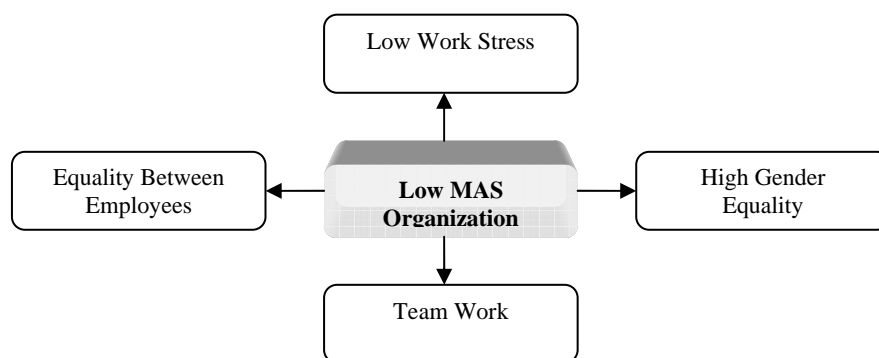 Low Work Stress
Equality Between
Employees
Low MAS
Organization
High Gender
Equality
Team Work